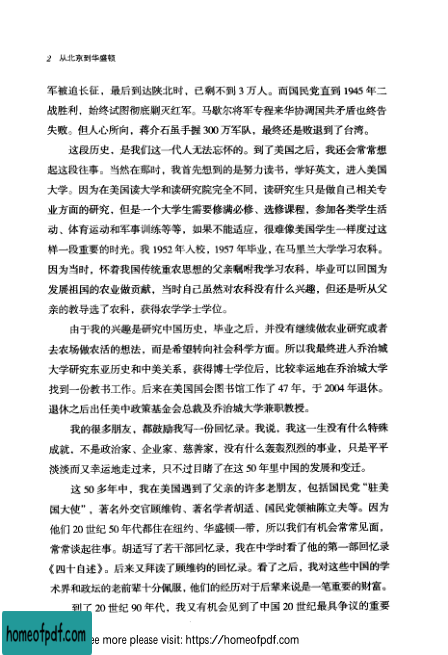 2 从北京到华盛顿
军被迫长征，最后到达陕北时，已剩不到 3 万人。而国民党直到 1945 年二
战胜利，始终试图彻底剿灭红军。马歇尔将军专程来华协调国共矛盾也终告
失败。但人心所向，蒋介石虽手握 300 万军队，最终还是败退到了台湾。
这段历史，是我们这一代人无法忘怀的。到了美国之后，我还会常常想
起这段往事。当然在那时，我首先想到的是努力读书，学好英文，进入美国
大学。因为在美国读大学和读研究院完全不同，读研究生只是做自己相关专
业方面的研究，但是一个大学生需要修满必修、选修课程，参加各类学生活
动、体育运动和军事训练等等，如果不能适应，很难像美国学生一样度过这
样一段重要的时光。我 1952 年入校，1957 年毕业，在马里兰大学学习农科。
因为当时，怀着我国传统重农思想的父亲嘱咐我学习农科，毕业可以回国为
发展祖国的农业做贡献，当时自己虽然对农科没有什么兴趣，但还是听从父
亲的教导选了农科，获得农学学士学位。
由于我的兴趣是研究中国历史，毕业之后，并没有继续做农业研究或者
去农场做农活的想法，而是希望转向社会科学方面。所以我最终进入乔治城
大学研究东亚历史和中美关系，获得博士学位后，比较幸运地在乔治城大学
找到一份教书工作。后来在美国国会图书馆工作了 47 年，于 2004 年退休。
退休之后出任美中政策基金会总裁及乔治城大学兼职教授。
我的很多朋友，都鼓励我写一份回忆录。我说，我这一生没有什么特殊
成就，不是政治家、企业家、慈善家，没有什么轰轰烈烈的事业，只是平平
淡淡而又幸运地走过来，只不过目睹了在这 50 年里中国的发展和变迁。
这 50 多年中，我在美国遇到了父亲的许多老朋友，包括国民党“驻美
国大使”，著名外交官顾维钧、著名学者胡适、国民党领袖陈立夫等。因为
他们 20 世纪 50 年代都住在纽约、华盛顿一带，所以我们有机会常常见面，
常常谈起往事。胡适写了若干部回忆录，我在中学时看了他的第一部回忆录
《四十自述》。后来又拜读了顾维钧的回忆录。看了之后，我对这些中国的学
术界和政坛的老前辈十分佩服，他们的经历对于后辈来说是一笔重要的财富。
到了 20 世纪 90 年代，我又有机会见到了中国 20 世纪最具争议的重要
homeofpdf.com
ee more please visit: https://homeofpdf.com